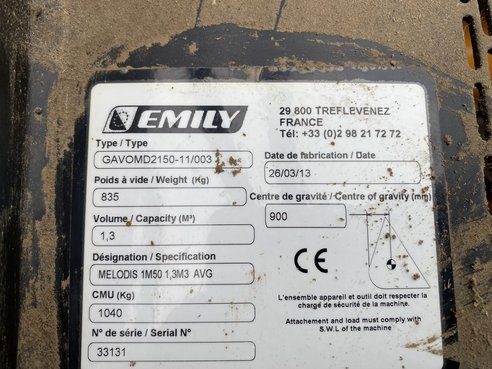 EMILY
29 800 TREFLEVENEZ
FRANCE
Tél: +33 (0)2 98 21 72 72
Type / Type
GAVOMD2150-11/003
Date de fabrication / Date
26/03/13
Poids à vide / Weight (Kg)
835
Centre de gravité / Centre of gravity (mm)
900
Volume / Capacity (M³)
1,3
Désignation / Specification
MELODIS 1M50 1,3M3 AVG
CE
CMU (Kg)
1040
L'ensemble appareil et outil doit respecter la
chargé de sécurité de la machine.
Attachement and load must comply with
S.W.L of the machine
N° de série / Serial N°
33131